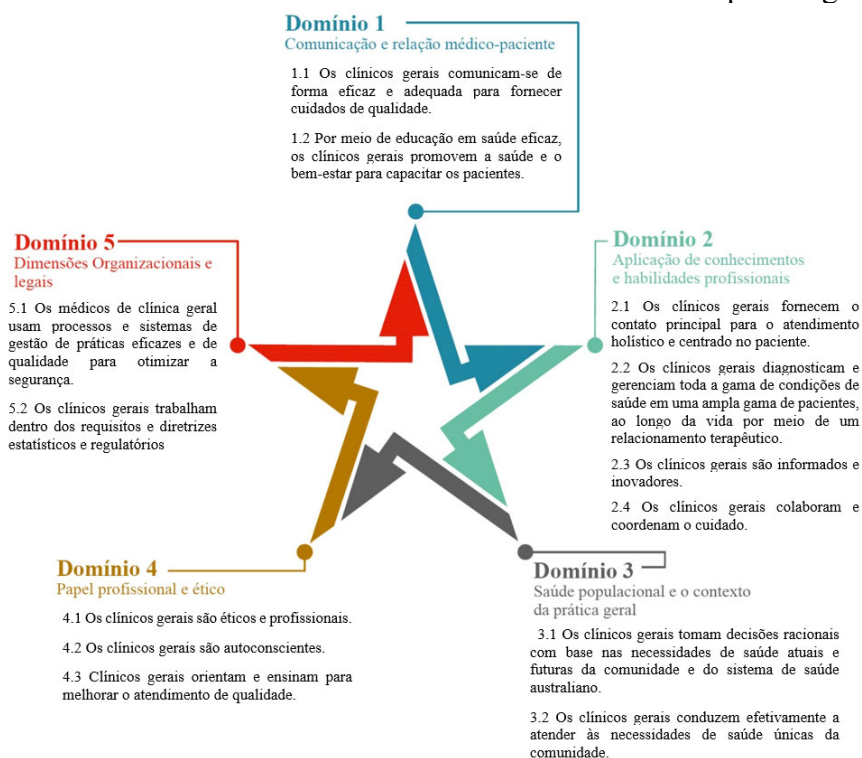 Domínio 1
Comunicação e relação médico-paciente
1.1 Os clínicos gerais comunicam-se de
forma eficaz e adequada para fornecer
cuidados de qualidade.
1.2 Por meio de educação em saúde eficaz,
os clínicos gerais promovem a saúde e o
bem-estar para capacitar os pacientes.
Domínio 2
Aplicação de conhecimentos
e habilidades profissionais
2.1 Os clínicos gerais fornecem o
contato principal para o atendimento
holístico e centrado no paciente.
2.2 Os clínicos gerais diagnosticam e
gerenciam toda a gama de condições de
saúde em uma ampla gama de pacientes,
ao longo da vida por meio de um
relacionamento terapêutico.
2.3 Os clínicos gerais são informados e
inovadores.
2.4 Os clínicos gerais colaboram e
coordenam o cuidado.
Domínio 3
Saúde populacional e o contexto
da prática geral
3.1 Os clínicos gerais tomam decisões racionais
com base nas necessidades de saúde atuais e
futuras da comunidade e do sistema de saúde
australiano.
3.2 Os clínicos gerais conduzem efetivamente a
atender às necessidades de saúde únicas da
comunidade.
Domínio 4
Papel profissional e ético
4.1 Os clínicos gerais são éticos e profissionais.
4.2 Os clínicos gerais são autoconscientes.
4.3 Clínicos gerais orientam e ensinam para
melhorar o atendimento de qualidade.
Domínio 5
Dimensões Organizacionais e
legais
5.1 Os médicos de clínica geral
usam processos e sistemas de
gestão de práticas eficazes e de
qualidade para otimizar a
segurança.
5.2 Os clínicos gerais trabalham
dentro dos requisitos e diretrizes
estatísticos e regulatórios